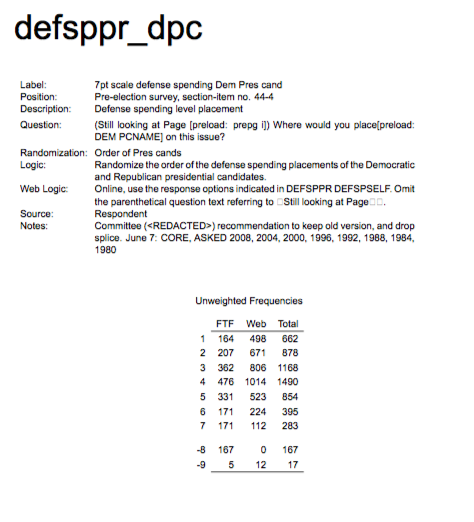 defsppr_dpc
Label: 7pt scale defense spending Dem Pres cand
Position: Pre-election survey, section-item no. 44-4
Description: Defense spending level placement
Question: (Still looking at Page [preload: prepg i]) Where would you place[preload:
DEM PCNAME] on this issue?
Randomization: Order of Pres cands
Logic: Randomize the order of the defense spending placements of the Democratic
and Republican presidential candidates.
Web Logic: Online, use the response options indicated in DEFSPPR DEFSPSELF. Omit
the parenthetical question text referring to □Still looking at Page□□.
Source: Respondent
Notes: Committee (<REDACTED>) recommendation to keep old version, and drop
splice. June 7: CORE, ASKED 2008, 2004, 2000, 1996, 1992, 1988, 1984,
1980
Unweighted Frequencies
FTF Web Total
1 164 498 662
2 207 671 878
3 362 806 1168
4 476 1014 1490
5 331 523 854
6 171 224 395
7 171 112 283
-8 167 0 167
-9 5 12 17